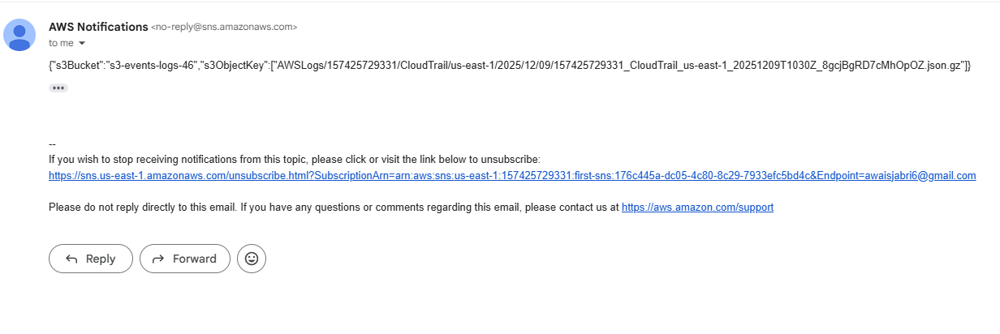 AWS Notifications <no-reply@sns.amazonaws.com>
to me
{"s3Bucket":"s3-events-logs-46","s3ObjectKey":["AWSLogs/157425729331/CloudTrail/us-east-1/2025/12/09/157425729331_CloudTrail_us-east-1_20251209T1030Z_8gcjBgRD7cMhOpOZ.json.gz"]}
--
If you wish to stop receiving notifications from this topic, please click or visit the link below to unsubscribe:
https://sns.us-east-1.amazonaws.com/unsubscribe.html?SubscriptionArn=arn:aws:sns:us-east-1:157425729331:first-sns:176c445a-dc05-4c80-8c29-7933efc5bd4c&Endpoint=awaisjabri6@gmail.com
Please do not reply directly to this email. If you have any questions or comments regarding this email, please contact us at https://aws.amazon.com/support
Reply Forward